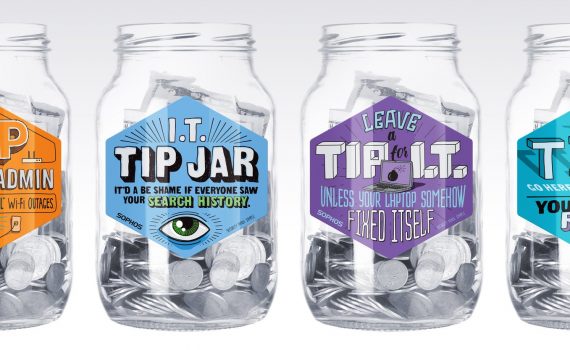 P
ADMIN
WI-FI OUTAGES.
I.T.
TIP JAR
IT'D A BE SHAME IF EVERYONE SAW
YOUR SEARCH HISTORY.
SOPHOS
LEAVE
a
TIP for I.T.
UNLESS YOUR LAPTOP SOMEHOW
FIXED ITSELF
SOPHOS
T
GO HERE
YOU